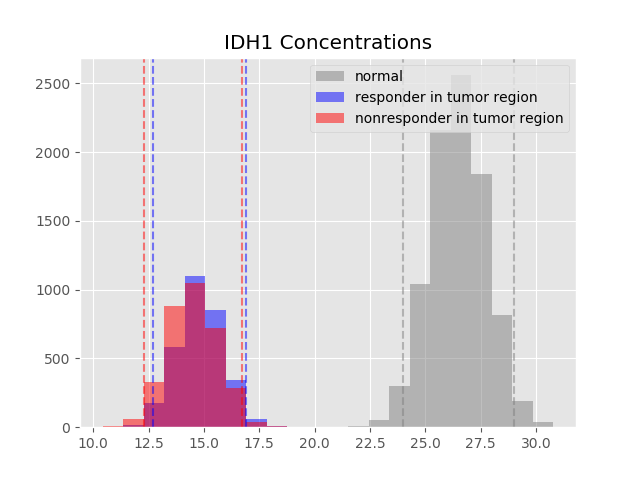 IDH1 Concentrations
normal
responder in tumor region
nonresponder in tumor region
2500
2000
1500
1000
500
0
10.0 12.5 15.0 17.5 20.0 22.5 25.0 27.5 30.0